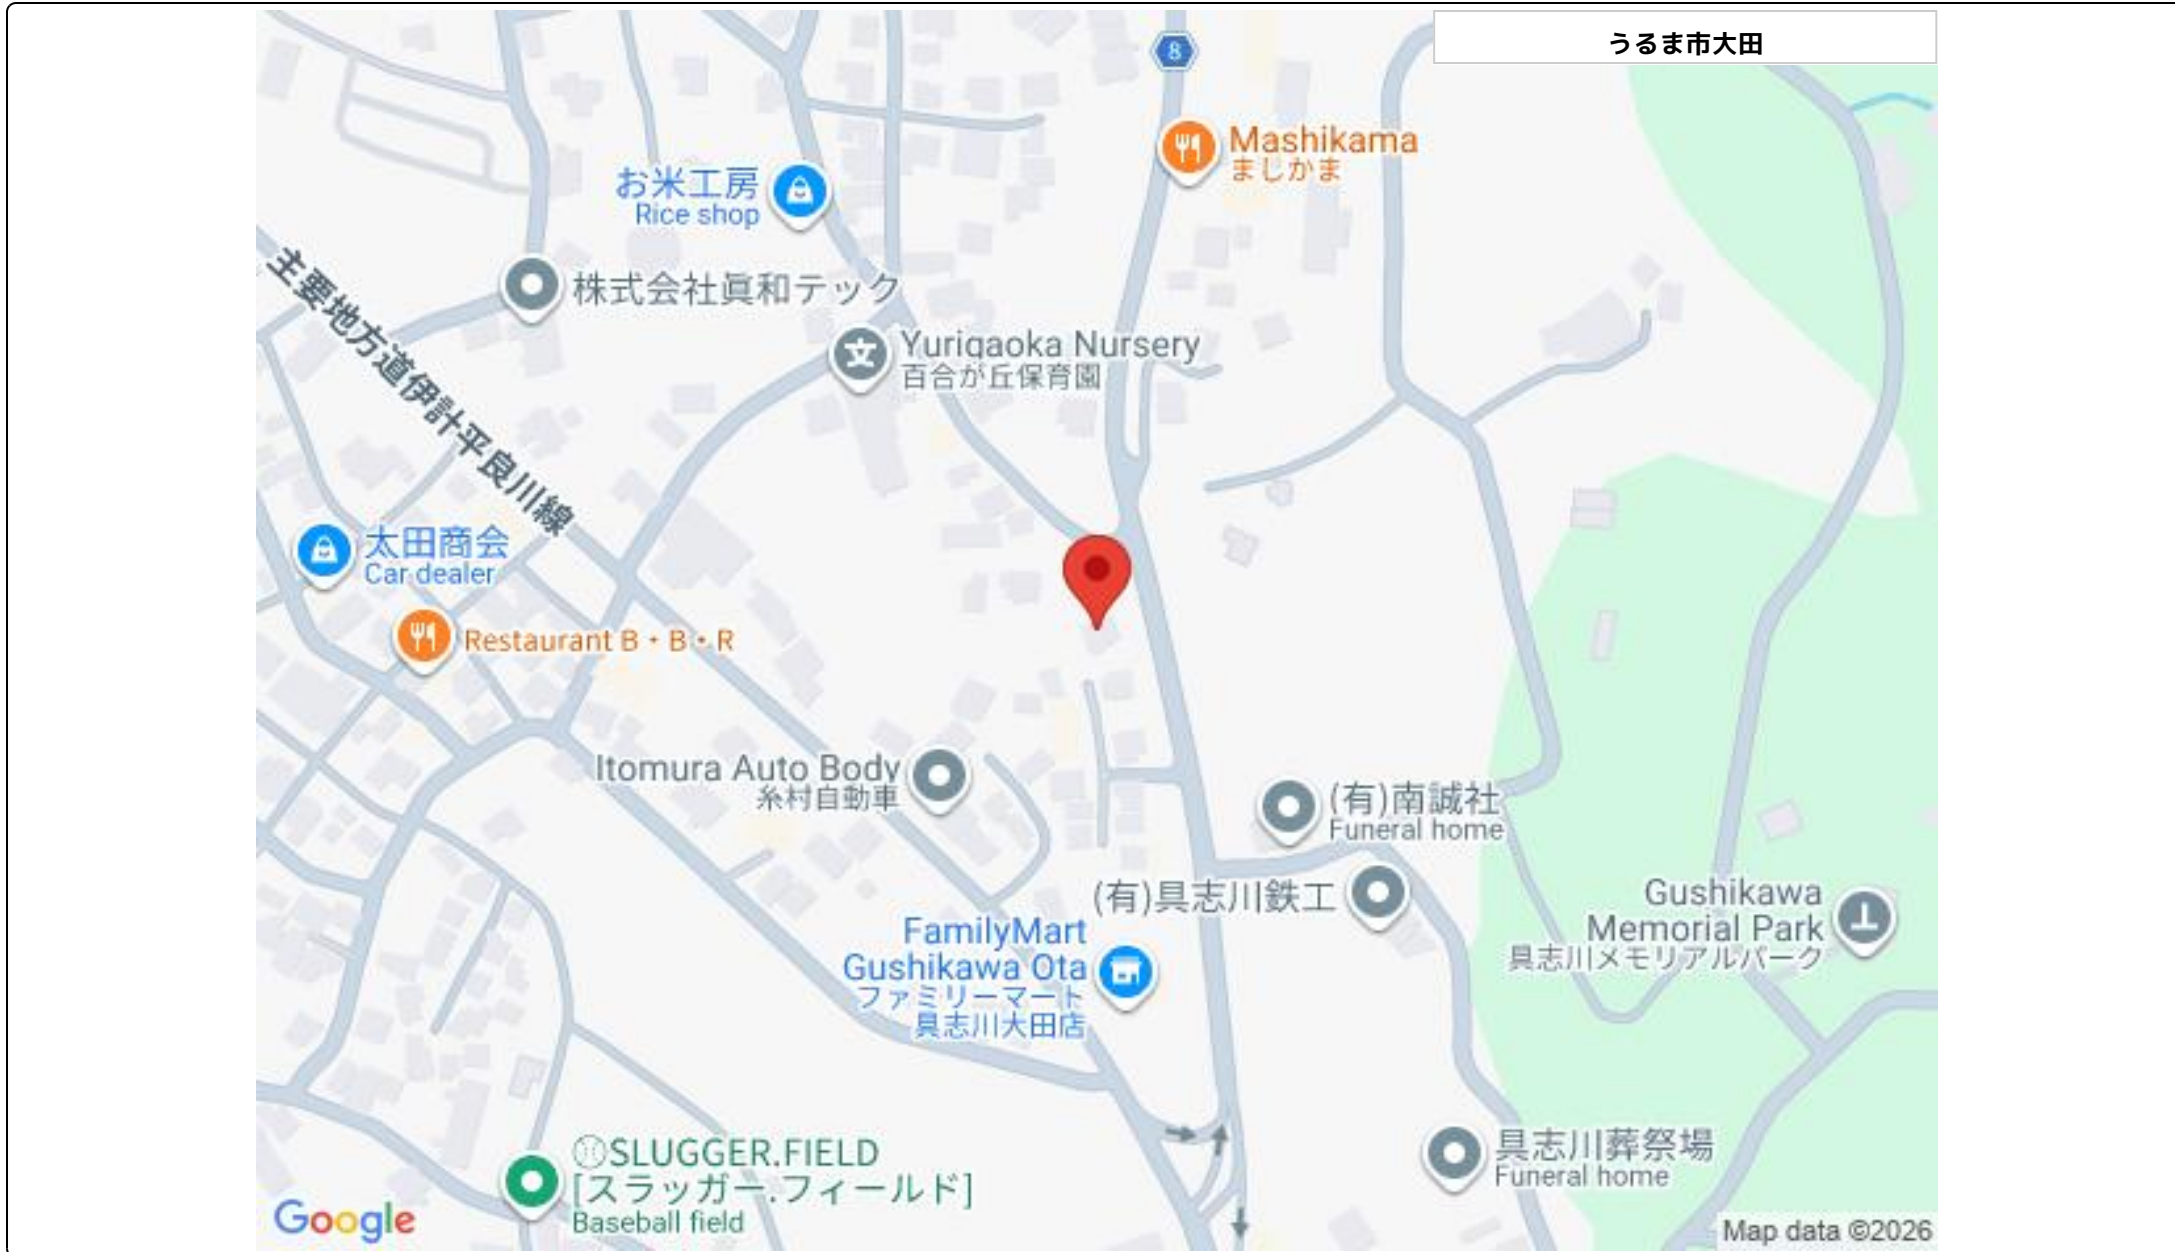 うるま市大田
8
Mashikama
まじかま
お米工房
Rice shop
主要地方道伊計平良川線
株式会社眞和テック
Yurigaoka Nursery
百合が丘保育園
太田商会
Car dealer
Restaurant B・B・R
Itomura Auto Body
糸村自動車
(有)南誠社
Funeral home
(有)具志川鉄工
Gushikawa
Memorial Park
具志川メモリアルパーク
FamilyMart
Gushikawa Ota
ファミリーマート
具志川大田店
⚾SLUGGER.FIELD
[スラッガー.フィールド]
Baseball field
具志川葬祭場
Funeral home
Google
Map data ©2026